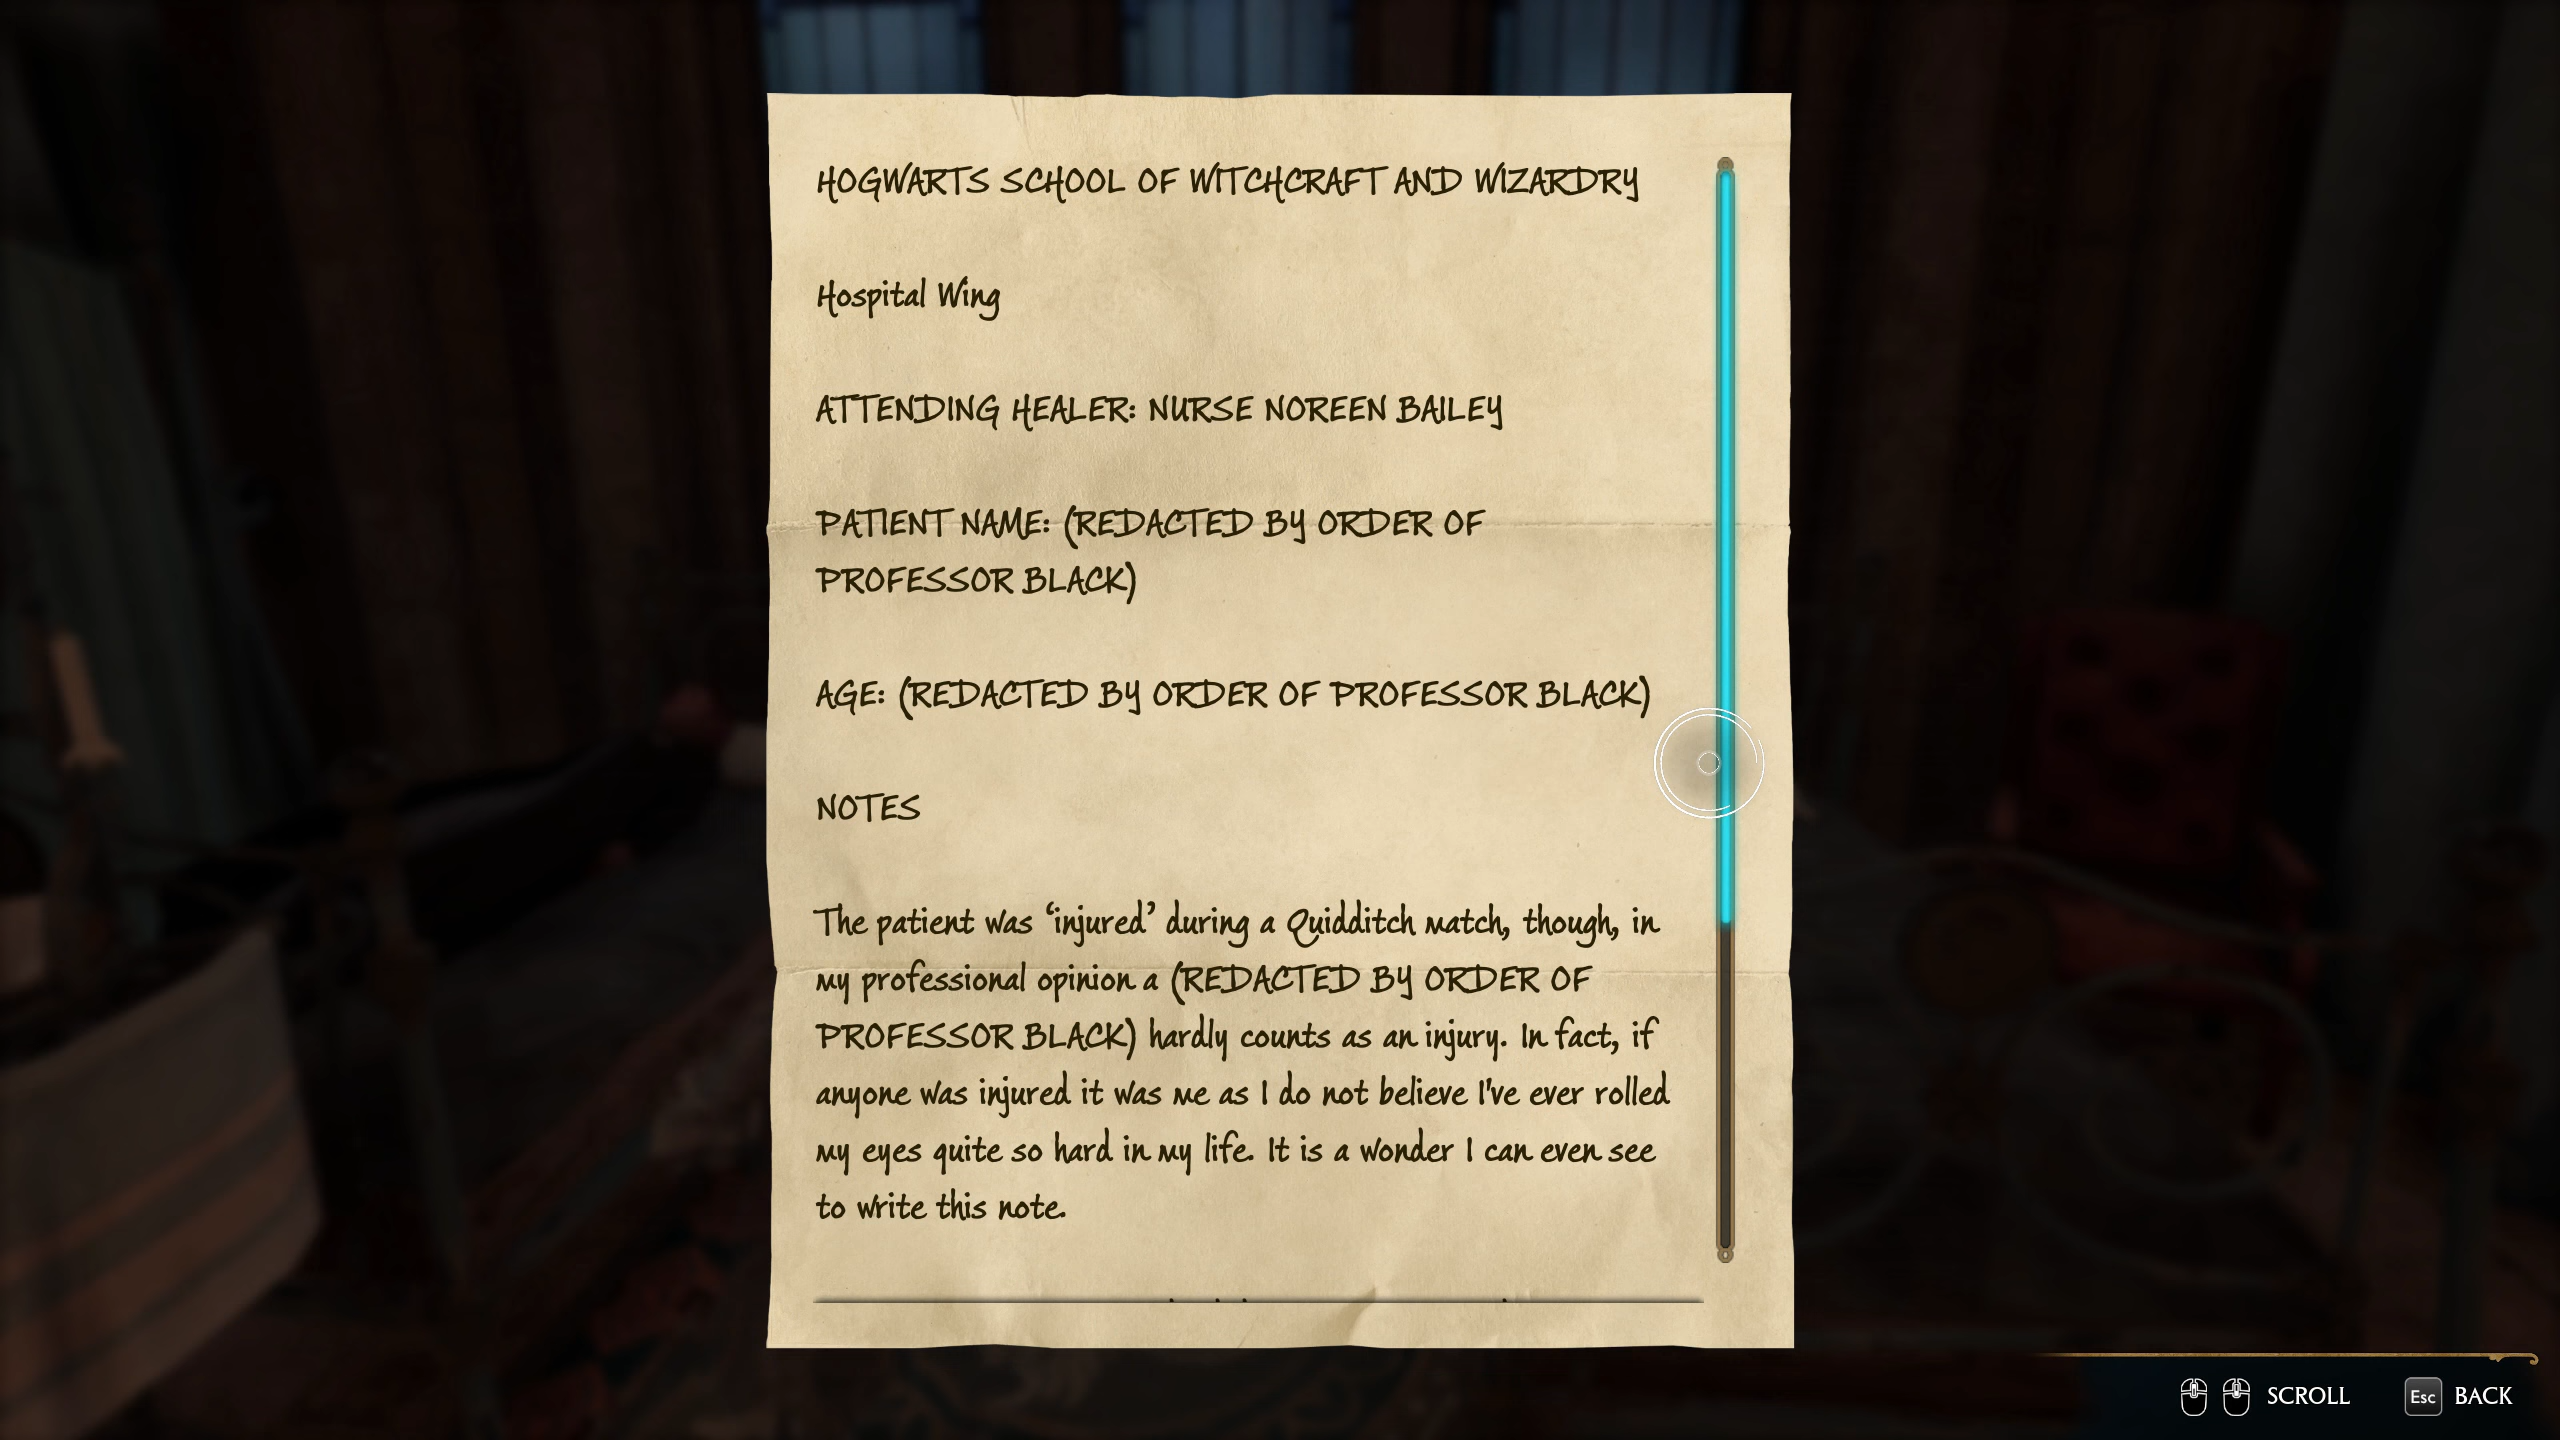 HOGWARTS SCHOOL OF WITCHCRAFT AND WIZARDRY
Hospital Wing
ATTENDING HEALER: NURSE NOREEN BAILEY
PATIENT NAME: (REDACTED BY ORDER OF
PROFESSOR BLACK)
AGE: (REDACTED BY ORDER OF PROFESSOR BLACK)
NOTES
The patient was ‘injured’ during a Quidditch match, though, in
my professional opinion a (REDACTED BY ORDER OF
PROFESSOR BLACK) hardly counts as an injury. In fact, if
anyone was injured it was me as I do not believe I've ever rolled
my eyes quite so hard in my life. It is a wonder I can even see
to write this note.
SCROLL
Esc BACK